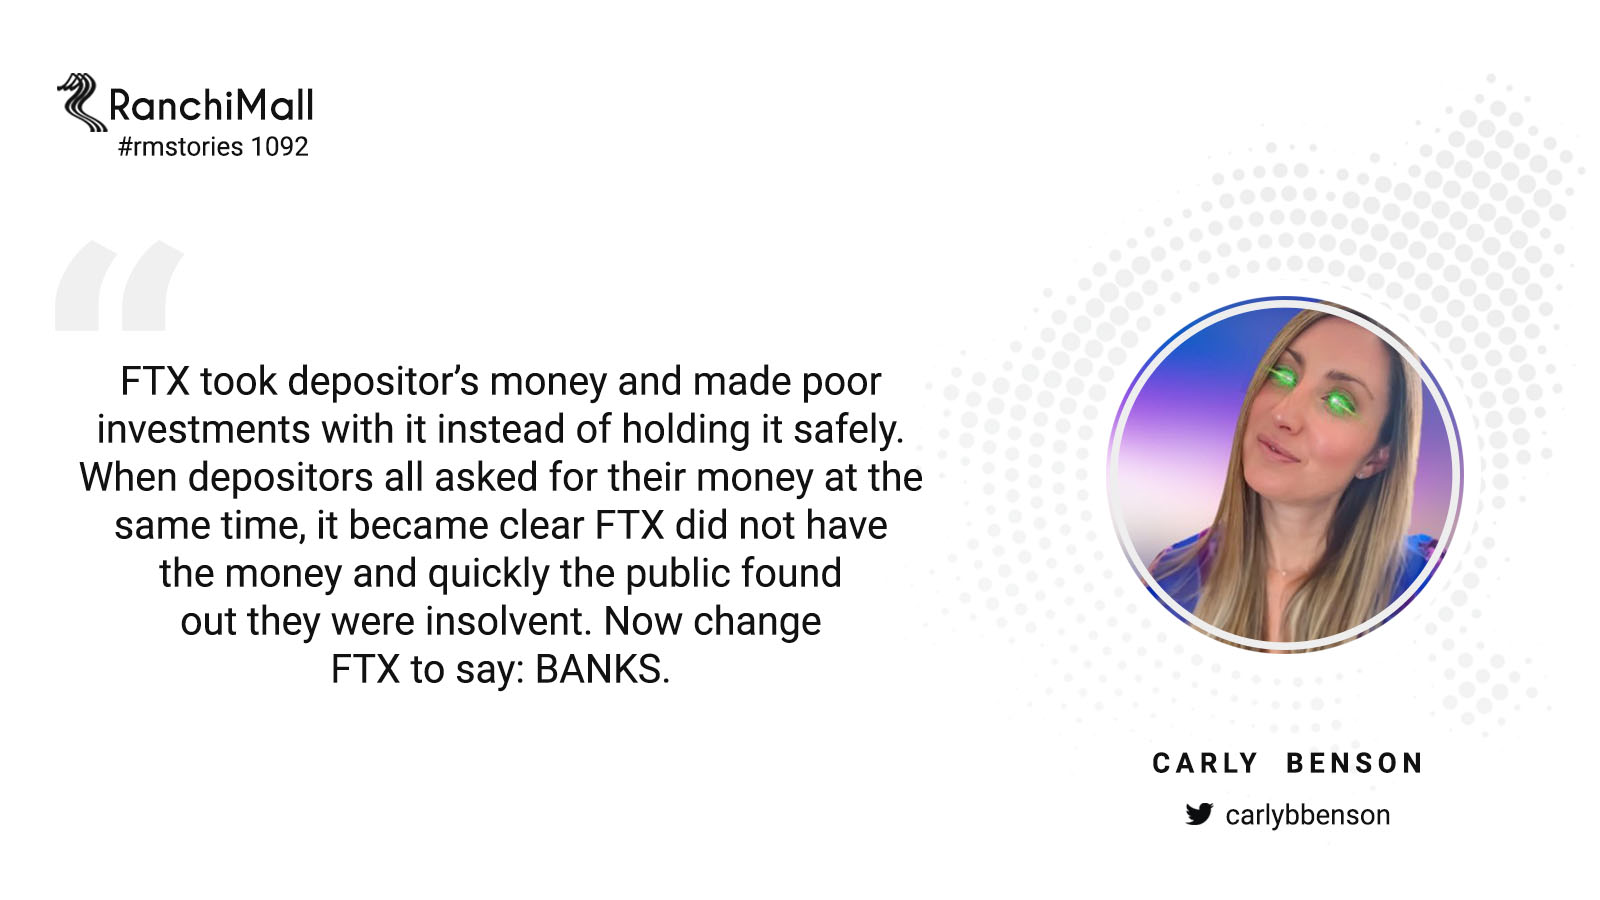 RanchiMall
#rmstories 1092
“
FTX took depositor’s money and made poor
investments with it instead of holding it safely.
When depositors all asked for their money at the
same time, it became clear FTX did not have
the money and quickly the public found
out they were insolvent. Now change
FTX to say: BANKS.
CARLY BENSON
carlybbenson